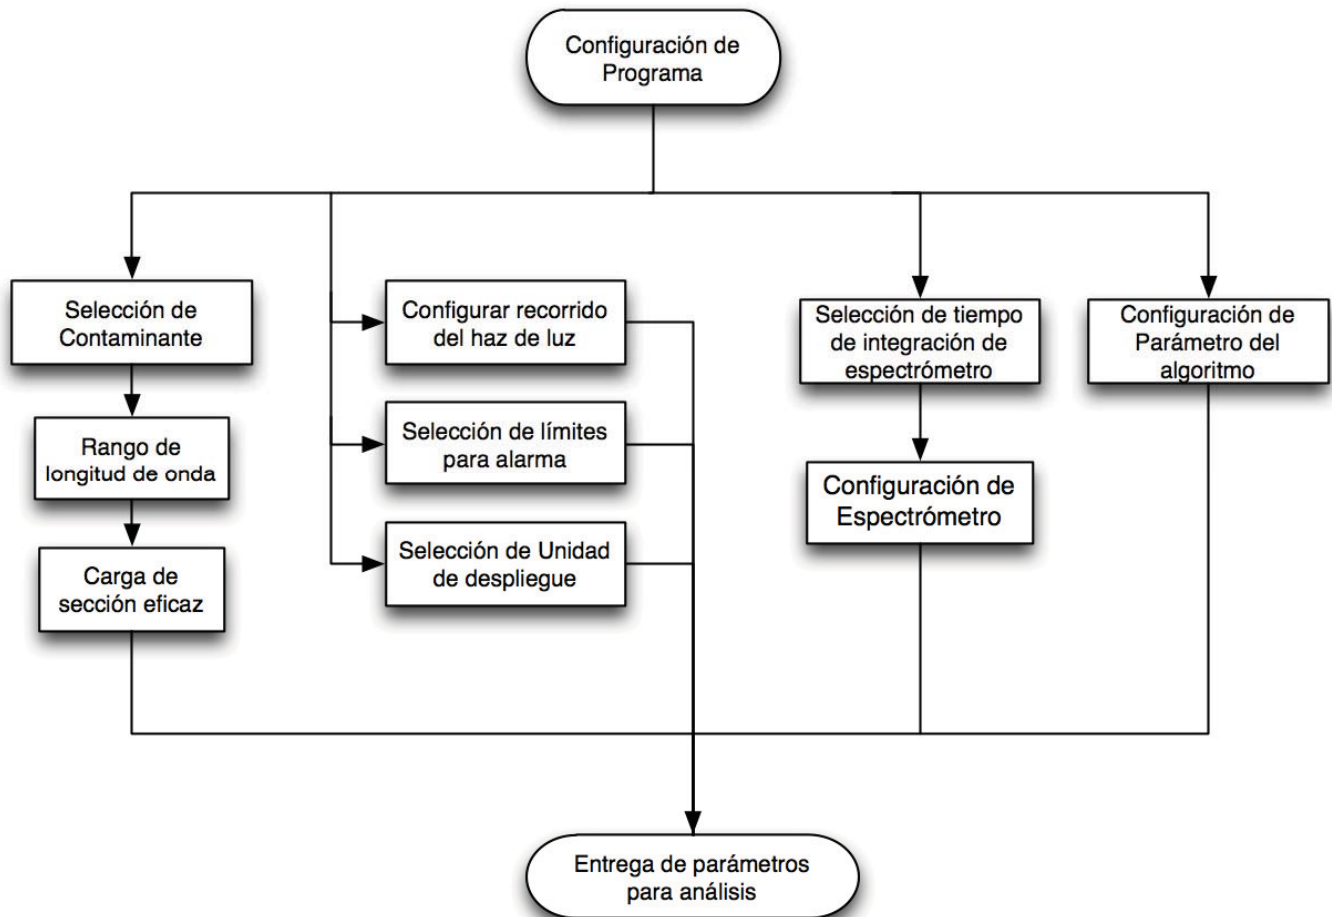 Configuración de
Programa
Selección de
Contaminante
Rango de
longitud de onda
Carga de
sección eficaz
Configurar recorrido
del haz de luz
Selección de límites
para alarma
Selección de Unidad
de despliegue
Selección de tiempo
de integración de
espectrómetro
Configuración de
Espectrómetro
Configuración de
Parámetro del
algoritmo
Entrega de parámetros
para análisis